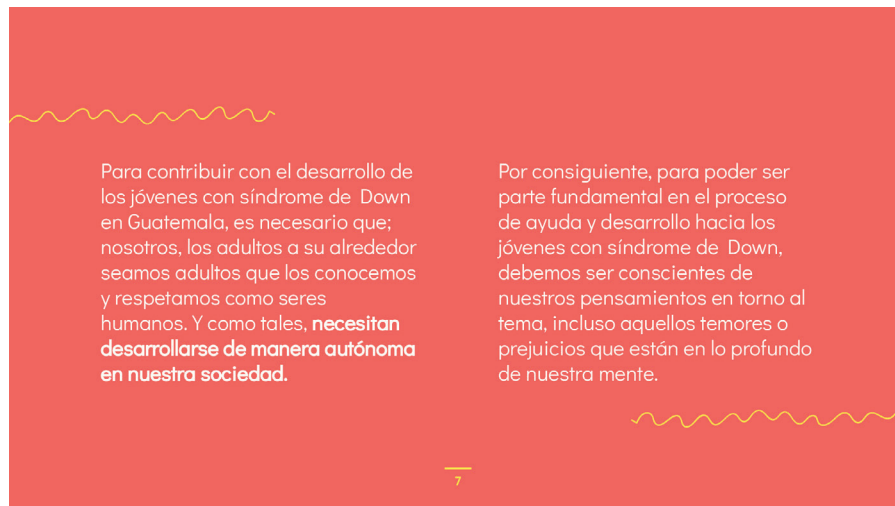 Para contribuir con el desarrollo de
los jóvenes con síndrome de Down
en Guatemala, es necesario que;
nosotros, los adultos a su alrededor
seamos adultos que los conocemos
y respetamos como seres
humanos. Y como tales, necesitan
desarrollarse de manera autónoma
en nuestra sociedad.
Por consiguiente, para poder ser
parte fundamental en el proceso
de ayuda y desarrollo hacia los
jóvenes con síndrome de Down,
debemos ser conscientes de
nuestros pensamientos en torno al
tema, incluso aquellos temores o
prejuicios que están en lo profundo
de nuestra mente.
7